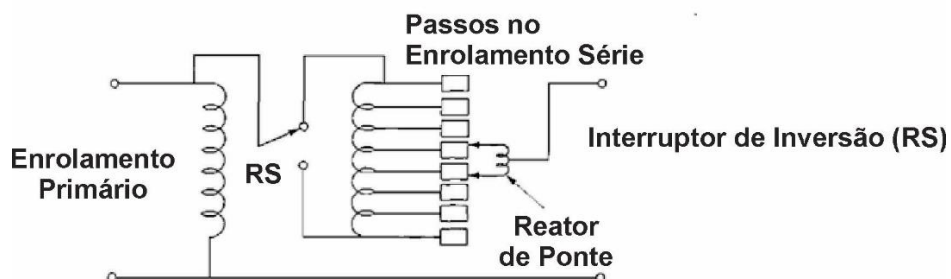 Passos no
Enrolamento Série
Enrolamento
Primário
RS
Interruptor de Inversão (RS)
Reator
de Ponte